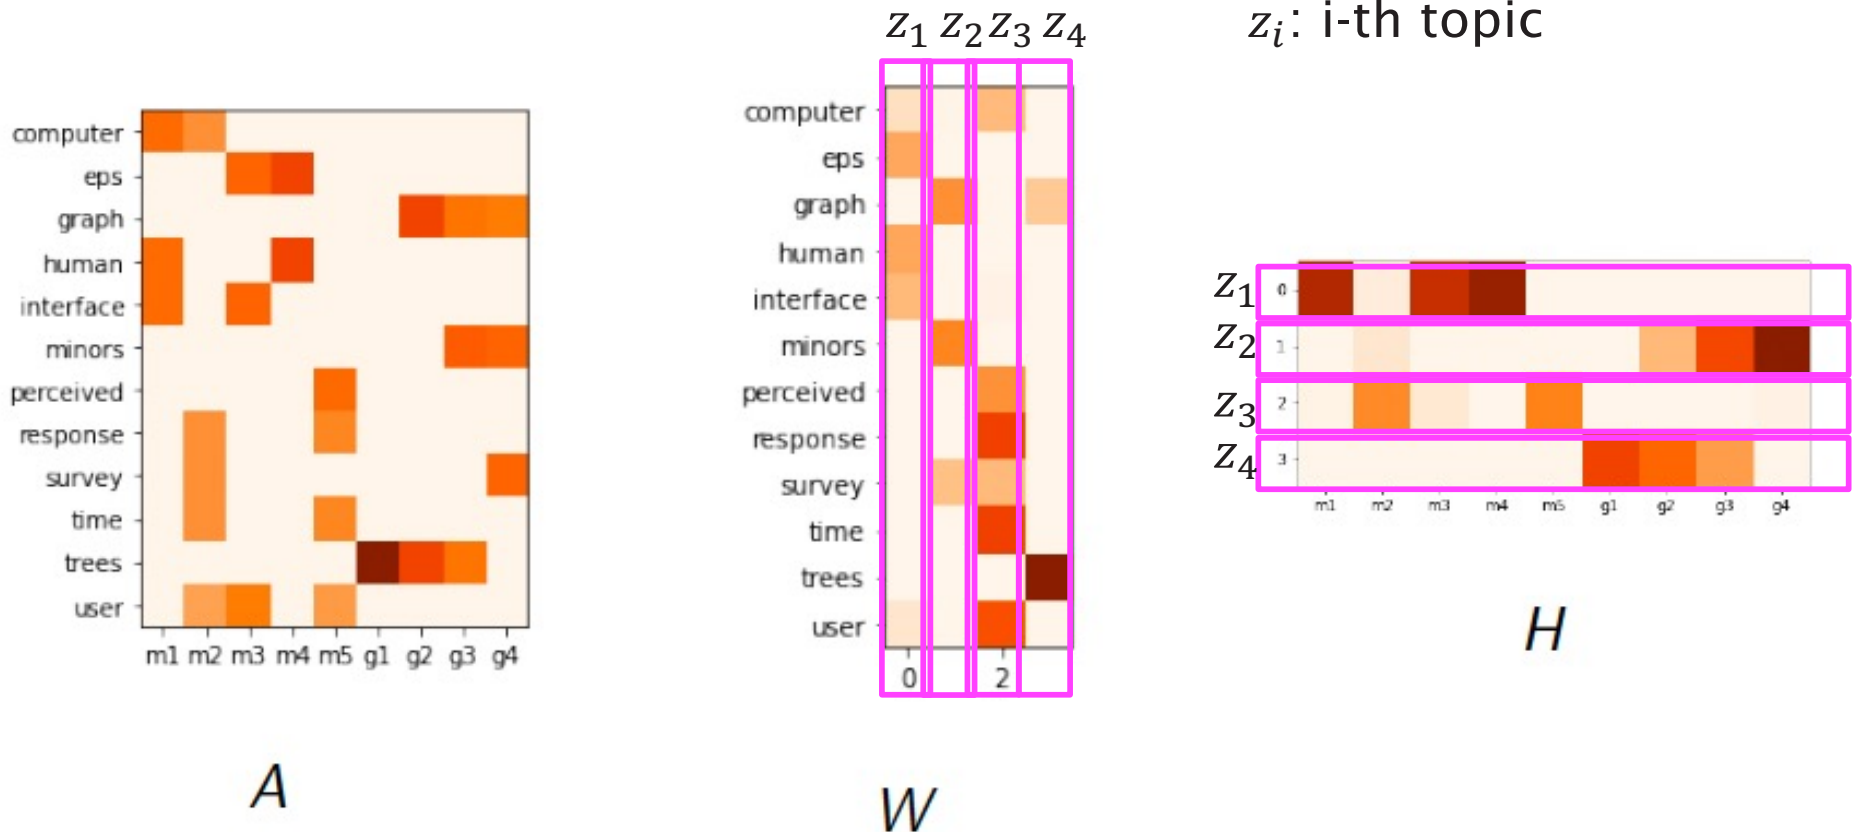 z₁ z₂ z₃ z₄
zᵢ: i-th topic
computer
eps
graph
human
interface
minors
perceived
response
survey
time
trees
user
m1 m2 m3 m4 m5 g1 g2 g3 g4
A
computer
eps
graph
human
interface
minors
perceived
response
survey
time
trees
user
0 2
W
z₁ 0
z₂ 1
z₃ 2
z₄ 3
m1 m2 m3 m4 m5 g1 g2 g3 g4
H